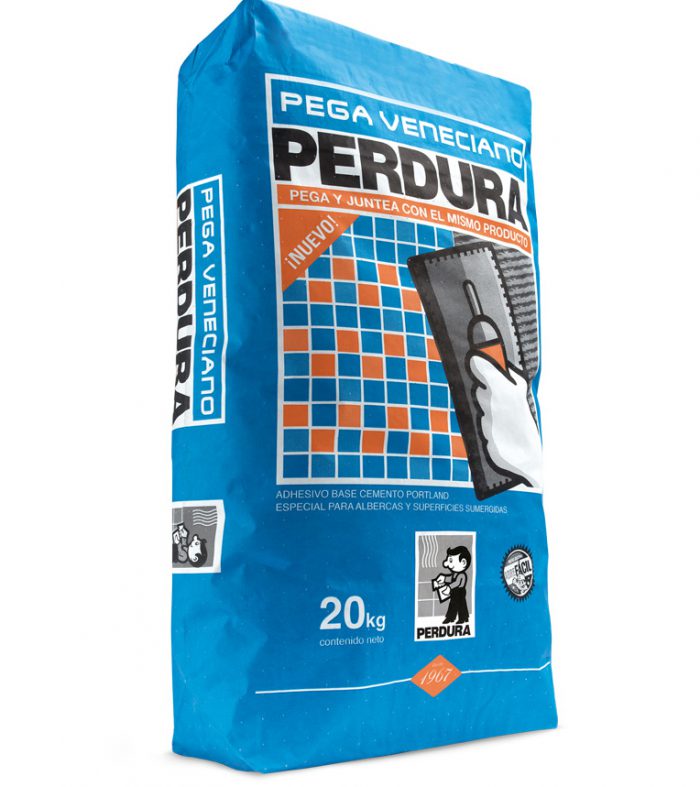 PEGA VENECIANO
PERDURA
PEGA Y JUNTEA CON EL MISMO PRODUCTO
¡NUEVO!
ADHESIVO BASE CEMENTO PORTLAND
ESPECIAL PARA ALBERCAS Y SUPERFICIES SUMERGIDAS
20kg
contenido neto
PERDURA
FÁCIL
1967
PEGA VENECIANO
PERDURA